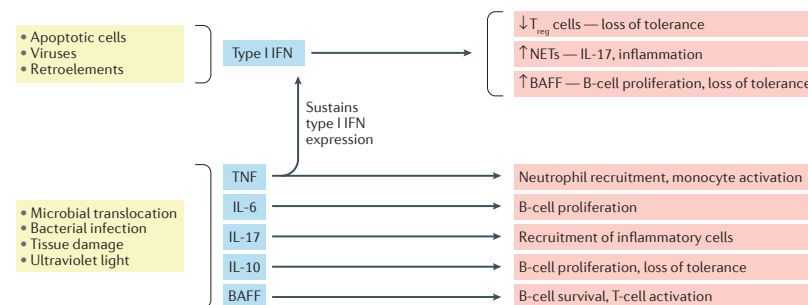 • Apoptotic cells
• Viruses
• Retroelements
Type I IFN
↓Treg cells — loss of tolerance
↑NETs — IL-17, inflammation
↑BAFF — B-cell proliferation, loss of tolerance
Sustains
type I IFN
expression
• Microbial translocation
• Bacterial infection
• Tissue damage
• Ultraviolet light
TNF
Neutrophil recruitment, monocyte activation
IL-6
B-cell proliferation
IL-17
Recruitment of inflammatory cells
IL-10
B-cell proliferation, loss of tolerance
BAFF
B-cell survival, T-cell activation